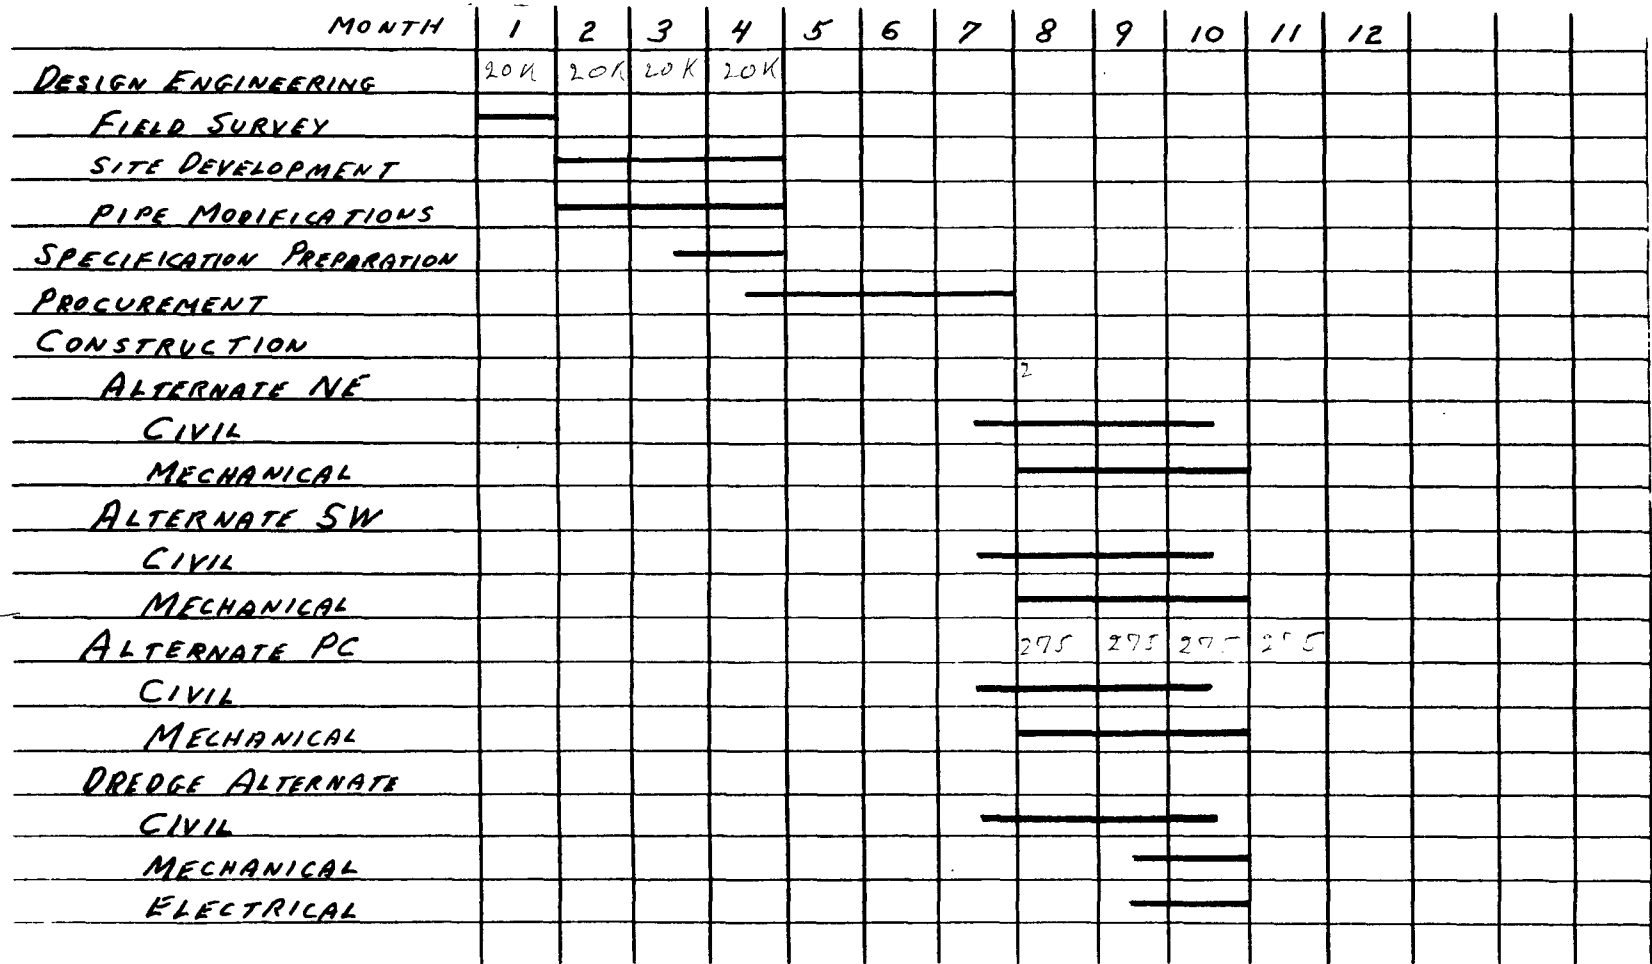 MONTH 1 2 3 4 5 6 7 8 9 10 11 12
DESIGN ENGINEERING 20K 20K 20K 20K
FIELD SURVEY
SITE DEVELOPMENT
PIPE MODIFICATIONS
SPECIFICATION PREPARATION
PROCUREMENT
CONSTRUCTION
ALTERNATE NE 2
CIVIL
MECHANICAL
ALTERNATE SW
CIVIL
MECHANICAL
ALTERNATE PC 275 275 275
CIVIL
MECHANICAL
DREDGE ALTERNATE
CIVIL
MECHANICAL
ELECTRICAL